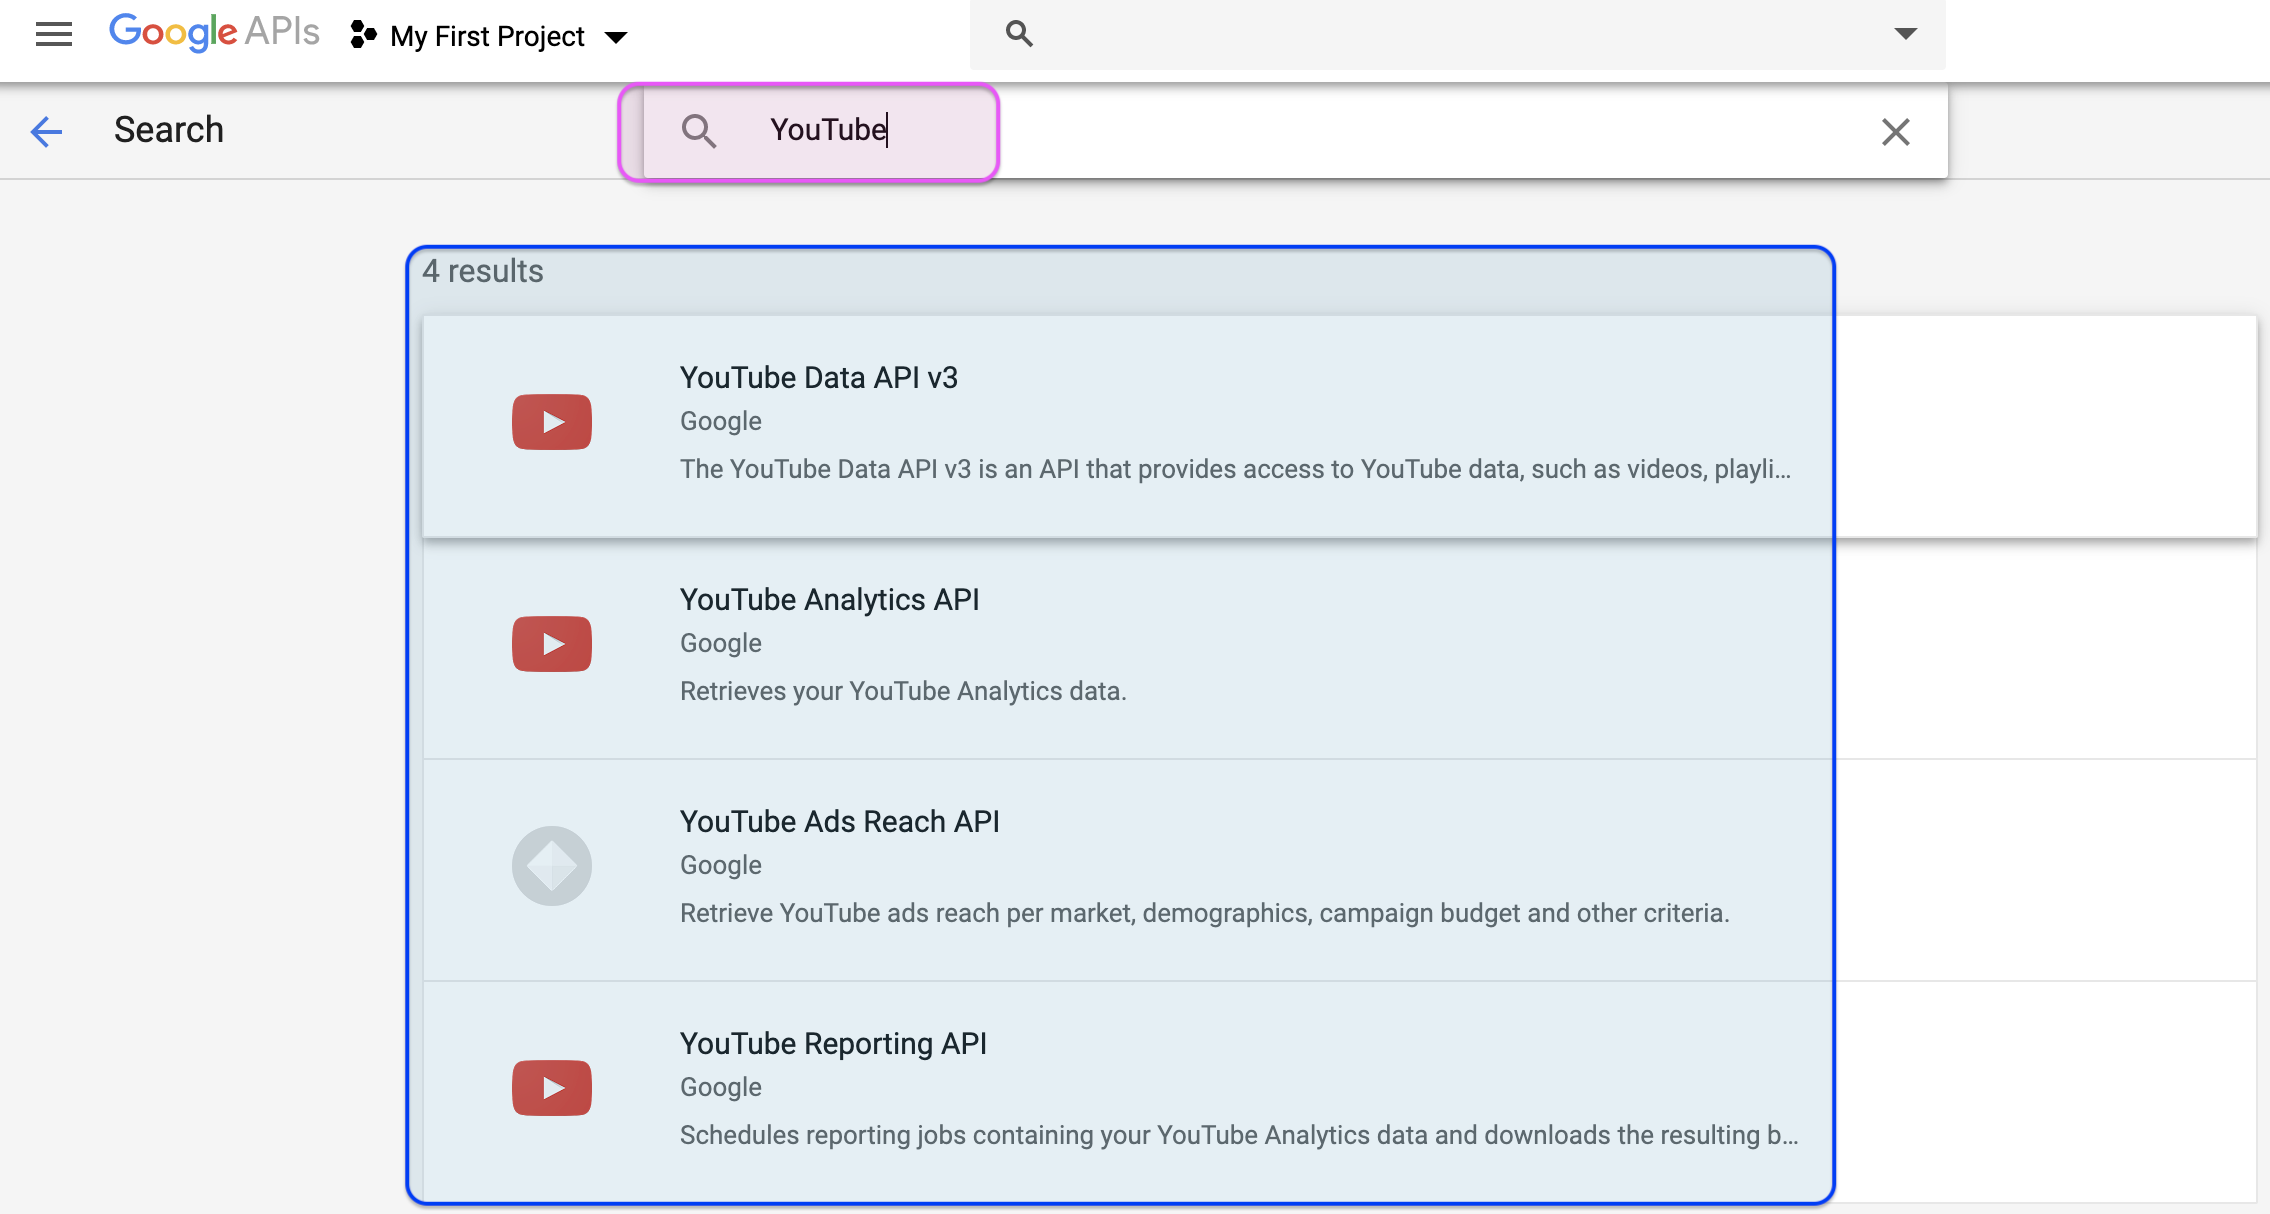 Google APIs My First Project
Search YouTube
4 results
YouTube Data API v3
Google
The YouTube Data API v3 is an API that provides access to YouTube data, such as videos, playli...
YouTube Analytics API
Google
Retrieves your YouTube Analytics data.
YouTube Ads Reach API
Google
Retrieve YouTube ads reach per market, demographics, campaign budget and other criteria.
YouTube Reporting API
Google
Schedules reporting jobs containing your YouTube Analytics data and downloads the resulting b...